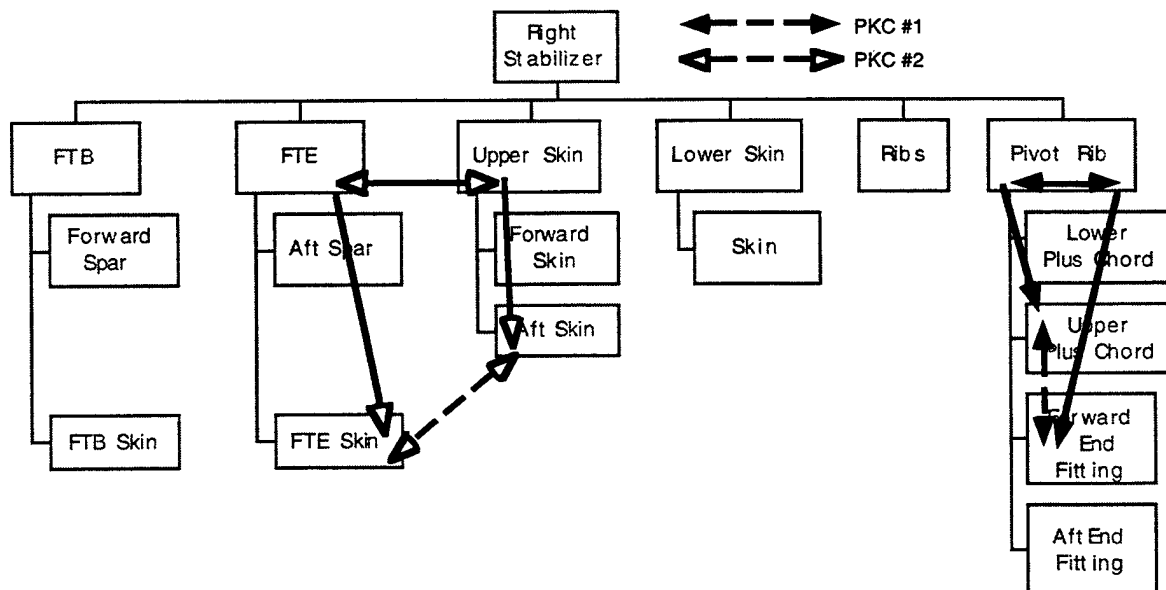 Right
Stabilizer
PKC #1
PKC #2
FTB
FTE
Upper Skin
Lower Skin
Ribs
Pivot Rib
Forward
Spar
Aft Spar
Forward
Skin
Skin
Lower
Plus Chord
Aft Skin
Upper
Plus Chord
FTB Skin
FTE Skin
Forward
End
Fitting
Aft End
Fitting